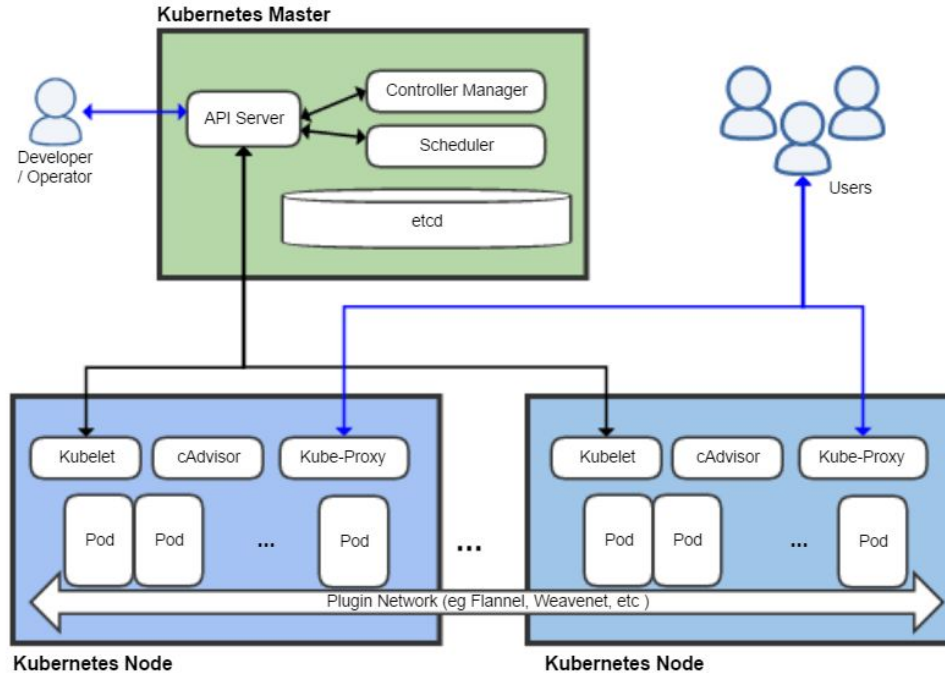 Kubernetes Master
API Server
Controller Manager
Scheduler
etcd
Developer
/ Operator
Users
Kubelet
cAdvisor
Kube-Proxy
Kubelet
cAdvisor
Kube-Proxy
Pod
Pod
...
Pod
...
Pod
Pod
...
Pod
Plugin Network (eg Flannel, Weavenet, etc )
Kubernetes Node
Kubernetes Node